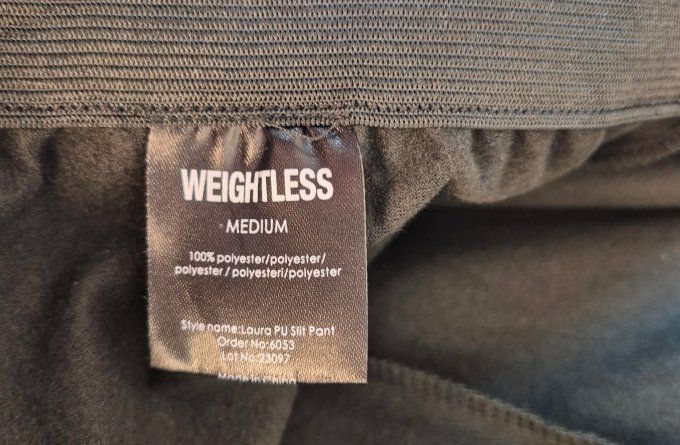 WEIGHTLESS
MEDIUM
100% polyester/polyester/
polyester / polyesteri/polyester
Style name:Laura PU Slit Pant
Order No:6053
Lot No:23097
Made in China